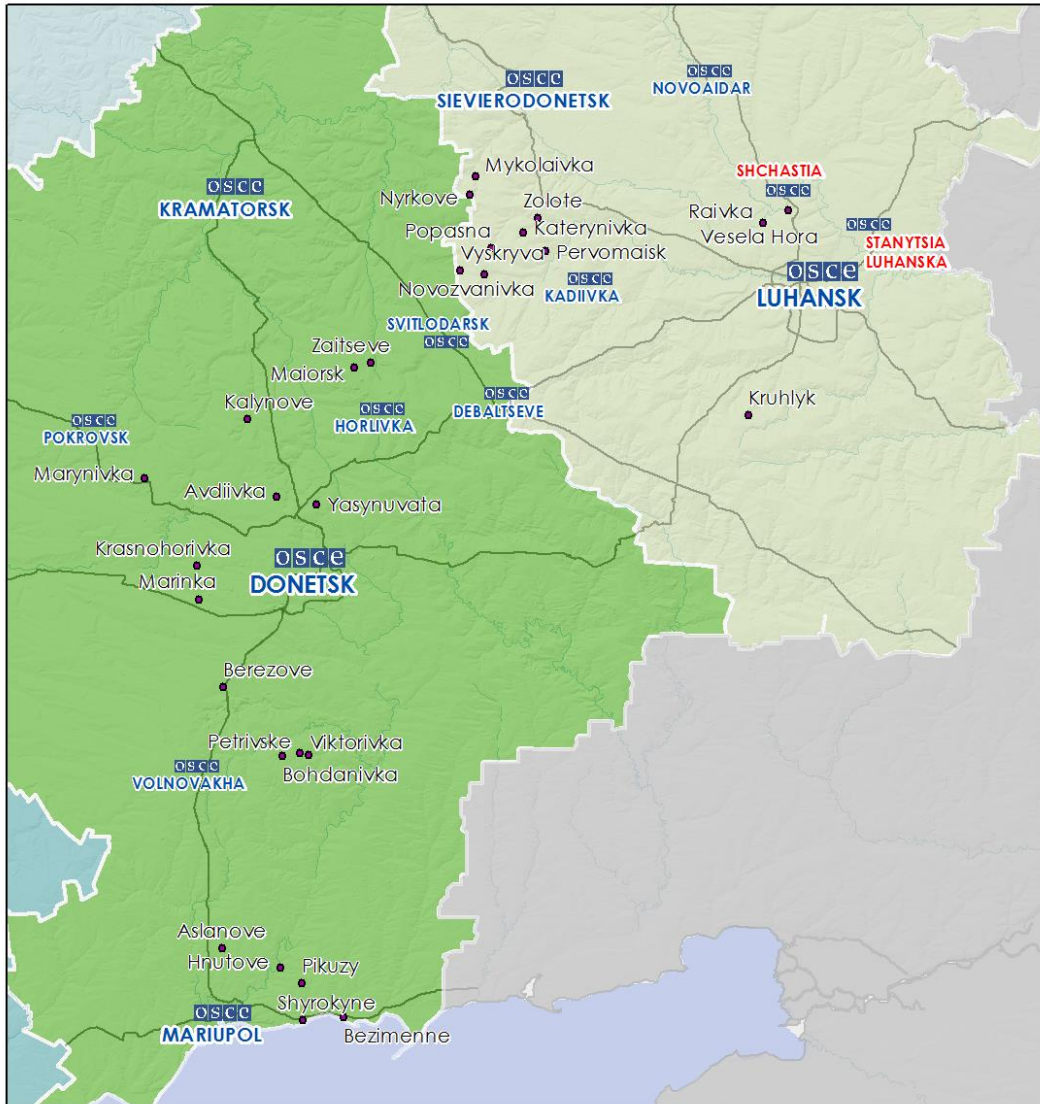 osce
SIEVIERODONETSK
osce
NOVOAIDAR
Mykolaivka
SHCHASTIA
osce
osce
KRAMATORSK
Nyrkove
Zolote
Raivka
Popasna
Katerynivka
Vesela Hora
osce
STANYTSIA
LUHANSKA
Vyskryva
Pervomaisk
Novozvanivka
osce
KADIIVKA
osce
LUHANSK
SVITLODARSK
osce
Zaitseve
Maiorsk
Kalynove
osce
HORLIVKA
osce
DEBALTSEVE
Kruhlyk
osce
POKROVSK
Marynivka
Avdiivka
Yasynuvata
Krasnohorivka
osce
DONETSK
Marinka
Berezove
Petrivske
Viktorivka
Bohdanivka
osce
VOLNOVAKHA
Aslanove
Hnutove
Pikuzy
Shyrokyne
osce
MARIUPOL
Bezimenne